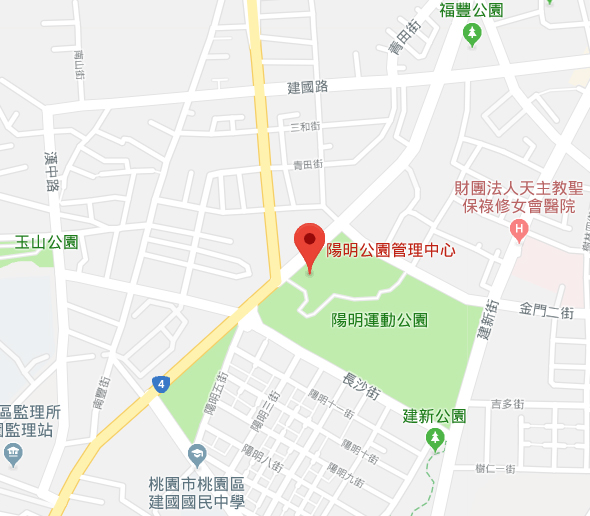 福豐公園
青田街
南山街
建國路
三和街
漢中路
青田街
財團法人天主教聖
保祿修女會醫院
H
玉山公園
陽明公園管理中心
金門二街
陽明運動公園
建新街
4
長沙街
陽明五街
南豐街
陽明三街
陽明十一街
吉多街
區監理所
園監理站
建新公園
陽明十街
陽明八街
陽明九街
樹仁一街
桃園市桃園區
建國國民中學